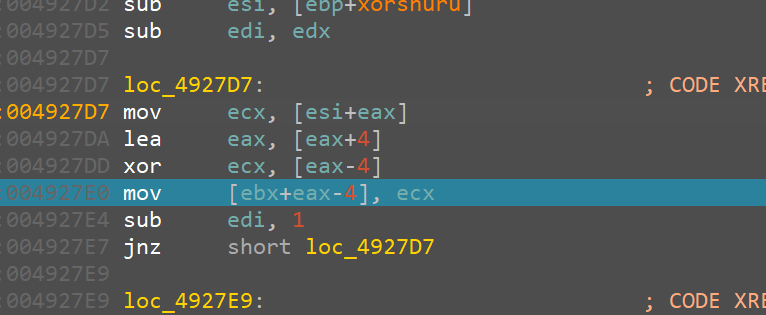 :004927D2 sub esi, [ebp+xorshuru]
:004927D5 sub edi, edx
:004927D7
:004927D7 loc_4927D7: ; CODE XRE
:004927D7 mov ecx, [esi+eax]
:004927DA lea eax, [eax+4]
:004927DD xor ecx, [eax-4]
:004927E0 mov [ebx+eax-4], ecx
:004927E4 sub edi, 1
:004927E7 jnz short loc_4927D7
:004927E9
:004927E9 loc_4927E9: ; CODE XRE